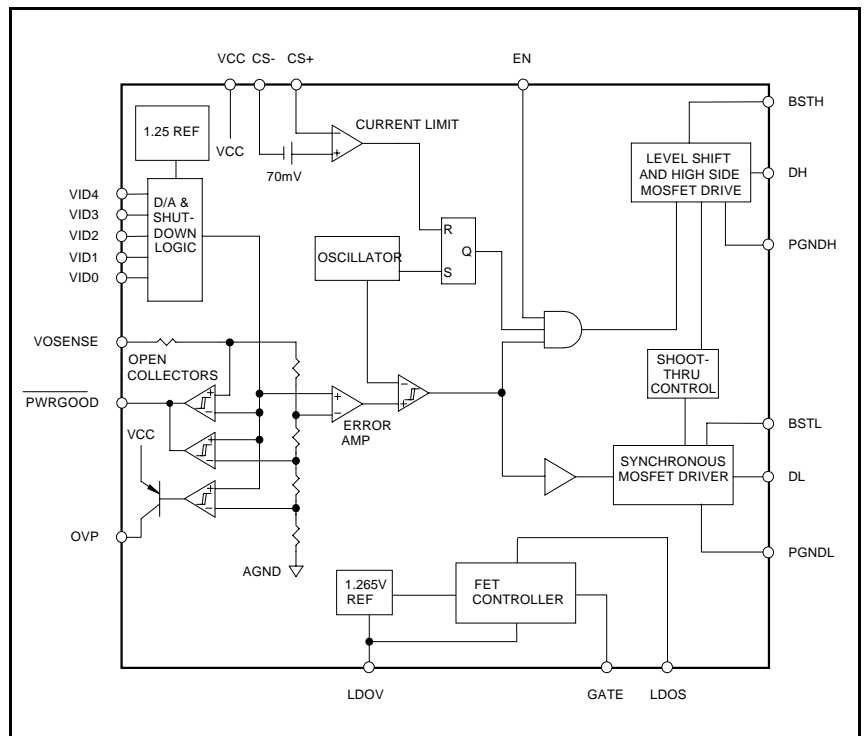 VCC CS- CS+ EN
BSTH
1.25 REF
VCC
CURRENT LIMIT
70mV
LEVEL SHIFT
AND HIGH SIDE
MOSFET DRIVE
DH
VID4
VID3
VID2
VID1
VID0
D/A &
SHUT-
DOWN
LOGIC
R
Q
S
OSCILLATOR
PGNDH
VOSENSE
OPEN
COLLECTORS
PWRGOOD
+
−
+
−
ERROR
AMP
−
+
SHOOT-
THRU
CONTROL
VCC
+
−
+
−
BSTL
SYNCHRONOUS
MOSFET DRIVER
DL
OVP
AGND
PGNDL
1.265V
REF
FET
CONTROLLER
LDOV GATE LDOS
−
+